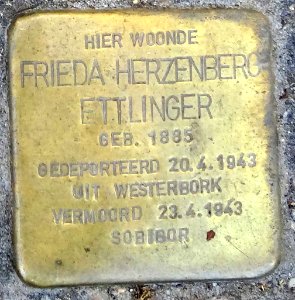 HIER WOONDE
FRIEDA HERZENBERG
ETTLINGER
GEB. 1885
GEDEPORTEERD 20.4.1943
UIT WESTERBORK
VERMOORD 23.4.1943
SOBIBOR